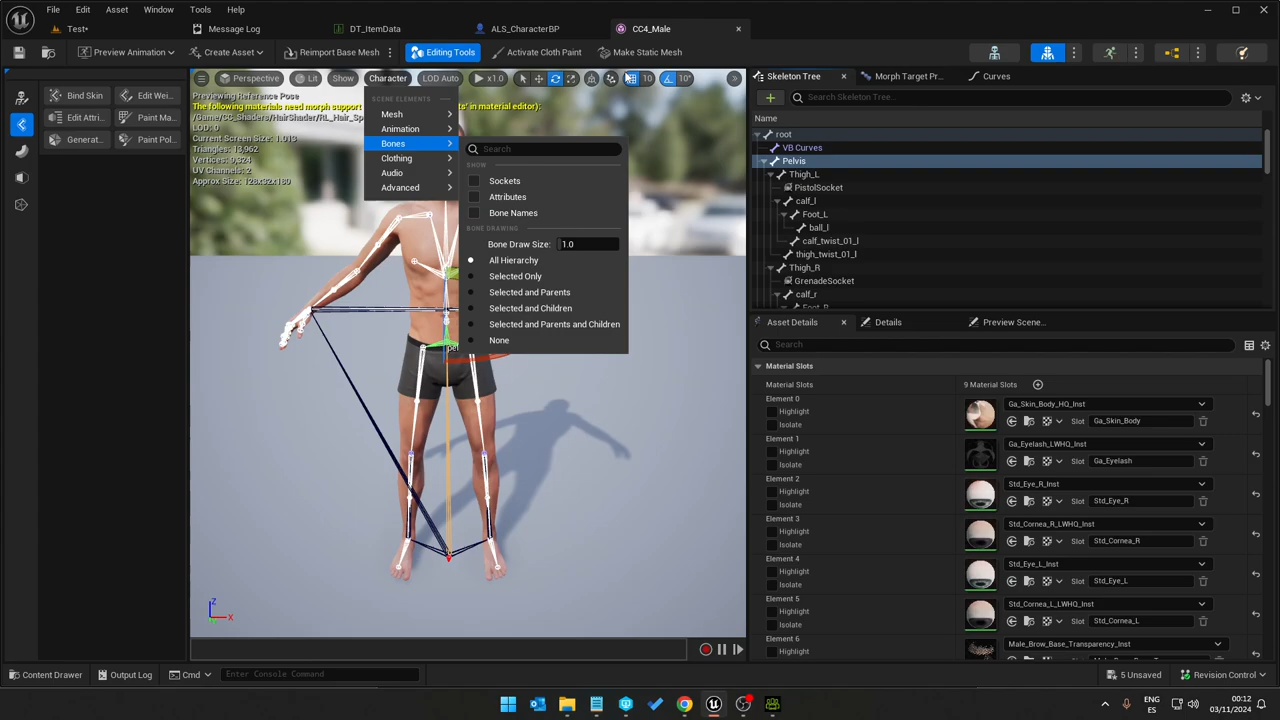 File Edit Asset Window Tools Help
Test* Message Log DT_ItemData ALS_CharacterBP CC4_Male
Preview Animation Create Asset Reimport Base Mesh Editing Tools Activate Cloth Paint Make Static Mesh
Perspective Lit Show Character LOD Auto x1.0 10 10°
Bind Skin Edit Wei...
Edit Attri... Paint Ma...
Generat... Paint Pol...
Previewing Reference Pose
The following materials need morph support
in material editor):
/Game/CC_Shaders/HairShader/RL_Hair_Sp
LOD: 0
Current Screen Size: 1.613
Triangles: 13,962
Vertices: 9,324
UV Channels: 2
Approx Size: 128x32x180
SCENE ELEMENTS
Mesh
Animation
Bones
Clothing
Audio
Advanced
Search
SHOW
Sockets
Attributes
Bone Names
BONE DRAWING
Bone Draw Size: 1.0
All Hierarchy
Selected Only
Selected and Parents
Selected and Children
Selected and Parents and Children
None
Z
X
Skeleton Tree Morph Target Pr... Curves
Search Skeleton Tree...
Name
root
VB Curves
Pelvis
Thigh_L
PistolSocket
calf_l
Foot_L
ball_l
calf_twist_01_l
thigh_twist_01_l
Thigh_R
GrenadeSocket
calf_r
Foot_R
Asset Details Details Preview Scene...
Search
Material Slots
Material Slots 9 Material Slots
Element 0 Ga_Skin_Body_HQ_Inst
Highlight
Isolate Slot Ga_Skin_Body
Element 1 Ga_Eyelash_LWHQ_Inst
Highlight
Isolate Slot Ga_Eyelash
Element 2 Std_Eye_R_Inst
Highlight
Isolate Slot Std_Eye_R
Element 3 Std_Cornea_R_LWHQ_Inst
Highlight
Isolate Slot Std_Cornea_R
Element 4 Std_Eye_L_Inst
Highlight
Isolate Slot Std_Eye_L
Element 5 Std_Cornea_L_LWHQ_Inst
Highlight
Isolate Slot Std_Cornea_L
Element 6 Male_Brow_Base_Transparency_Inst
Highlight
Content Drawer Output Log Cmd Enter Console Command 5 Unsaved Revision Control
ENG
ES
00:12
03/11/2024